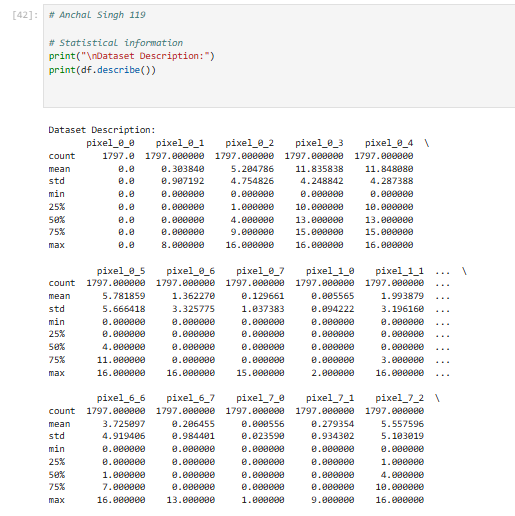 [42]: # Anchal Singh 119
# Statistical information
print("\nDataset Description:")
print(df.describe())
Dataset Description:
pixel_0_0 pixel_0_1 pixel_0_2 pixel_0_3 pixel_0_4 \
count 1797.0 1797.000000 1797.000000 1797.000000 1797.000000
mean 0.0 0.303840 5.204786 11.835838 11.848080
std 0.0 0.907192 4.754826 4.248842 4.287388
min 0.0 0.000000 0.000000 0.000000 0.000000
25% 0.0 0.000000 1.000000 10.000000 10.000000
50% 0.0 0.000000 4.000000 13.000000 13.000000
75% 0.0 0.000000 9.000000 15.000000 15.000000
max 0.0 8.000000 16.000000 16.000000 16.000000
pixel_0_5 pixel_0_6 pixel_0_7 pixel_1_0 pixel_1_1 ... \
count 1797.000000 1797.000000 1797.000000 1797.000000 1797.000000 ...
mean 5.781859 1.362270 0.129661 0.005565 1.993879 ...
std 5.666418 3.325775 1.037383 0.094222 3.196160 ...
min 0.000000 0.000000 0.000000 0.000000 0.000000 ...
25% 0.000000 0.000000 0.000000 0.000000 0.000000 ...
50% 4.000000 0.000000 0.000000 0.000000 0.000000 ...
75% 11.000000 0.000000 0.000000 0.000000 3.000000 ...
max 16.000000 16.000000 15.000000 2.000000 16.000000 ...
pixel_6_6 pixel_6_7 pixel_7_0 pixel_7_1 pixel_7_2 \
count 1797.000000 1797.000000 1797.000000 1797.000000 1797.000000
mean 3.725097 0.206455 0.000556 0.279354 5.557596
std 4.919406 0.984401 0.023590 0.934302 5.103019
min 0.000000 0.000000 0.000000 0.000000 0.000000
25% 0.000000 0.000000 0.000000 0.000000 1.000000
50% 1.000000 0.000000 0.000000 0.000000 4.000000
75% 7.000000 0.000000 0.000000 0.000000 10.000000
max 16.000000 13.000000 1.000000 9.000000 16.000000